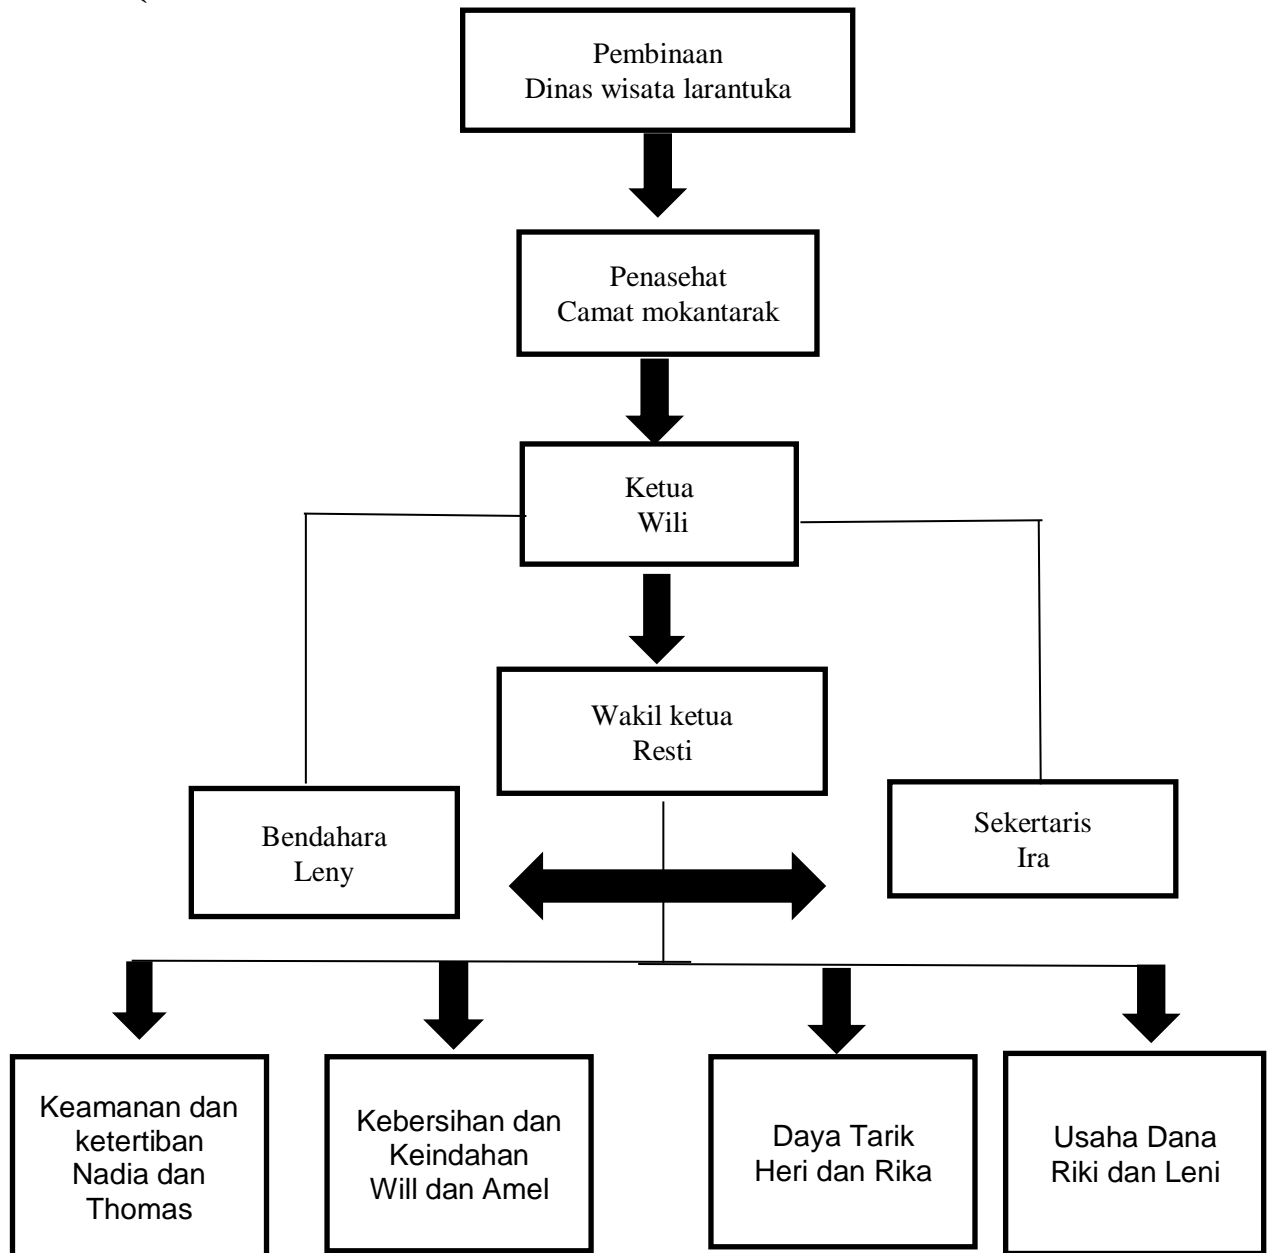 Pembinaan
Dinas wisata larantuka
Penasehat
Camat mokantarak
Ketua
Wili
Wakil ketua
Resti
Bendahara
Leny
Sekertaris
Ira
Keamanan dan
ketertiban
Nadia dan
Thomas
Kebersihan dan
Keindahan
Will dan Amel
Daya Tarik
Heri dan Rika
Usaha Dana
Riki dan Leni